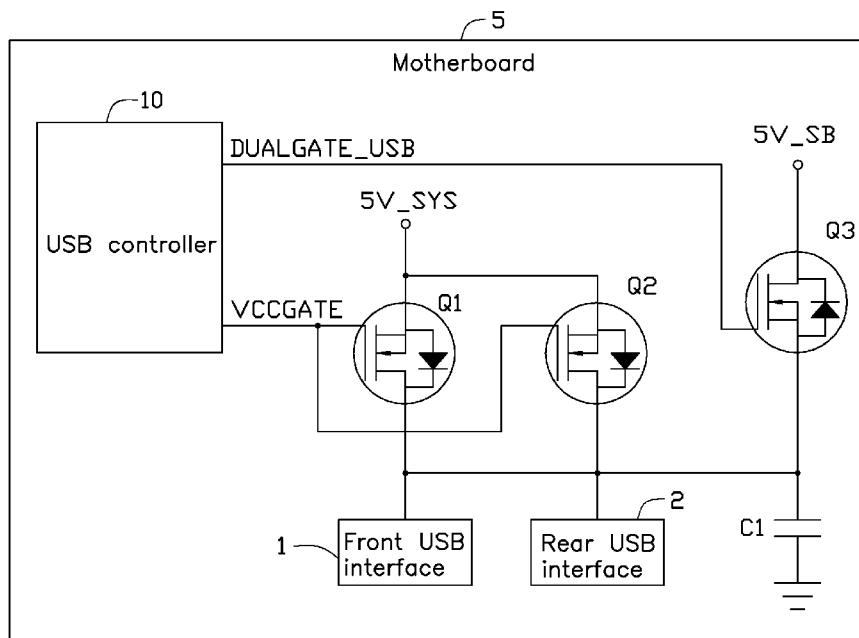 5
Motherboard
10
DUALGATE_USB
5V_SB
5V_SYS
USB controller
Q3
Q1
Q2
VCCGATE
2
1
Front USB
interface
Rear USB
interface
C1